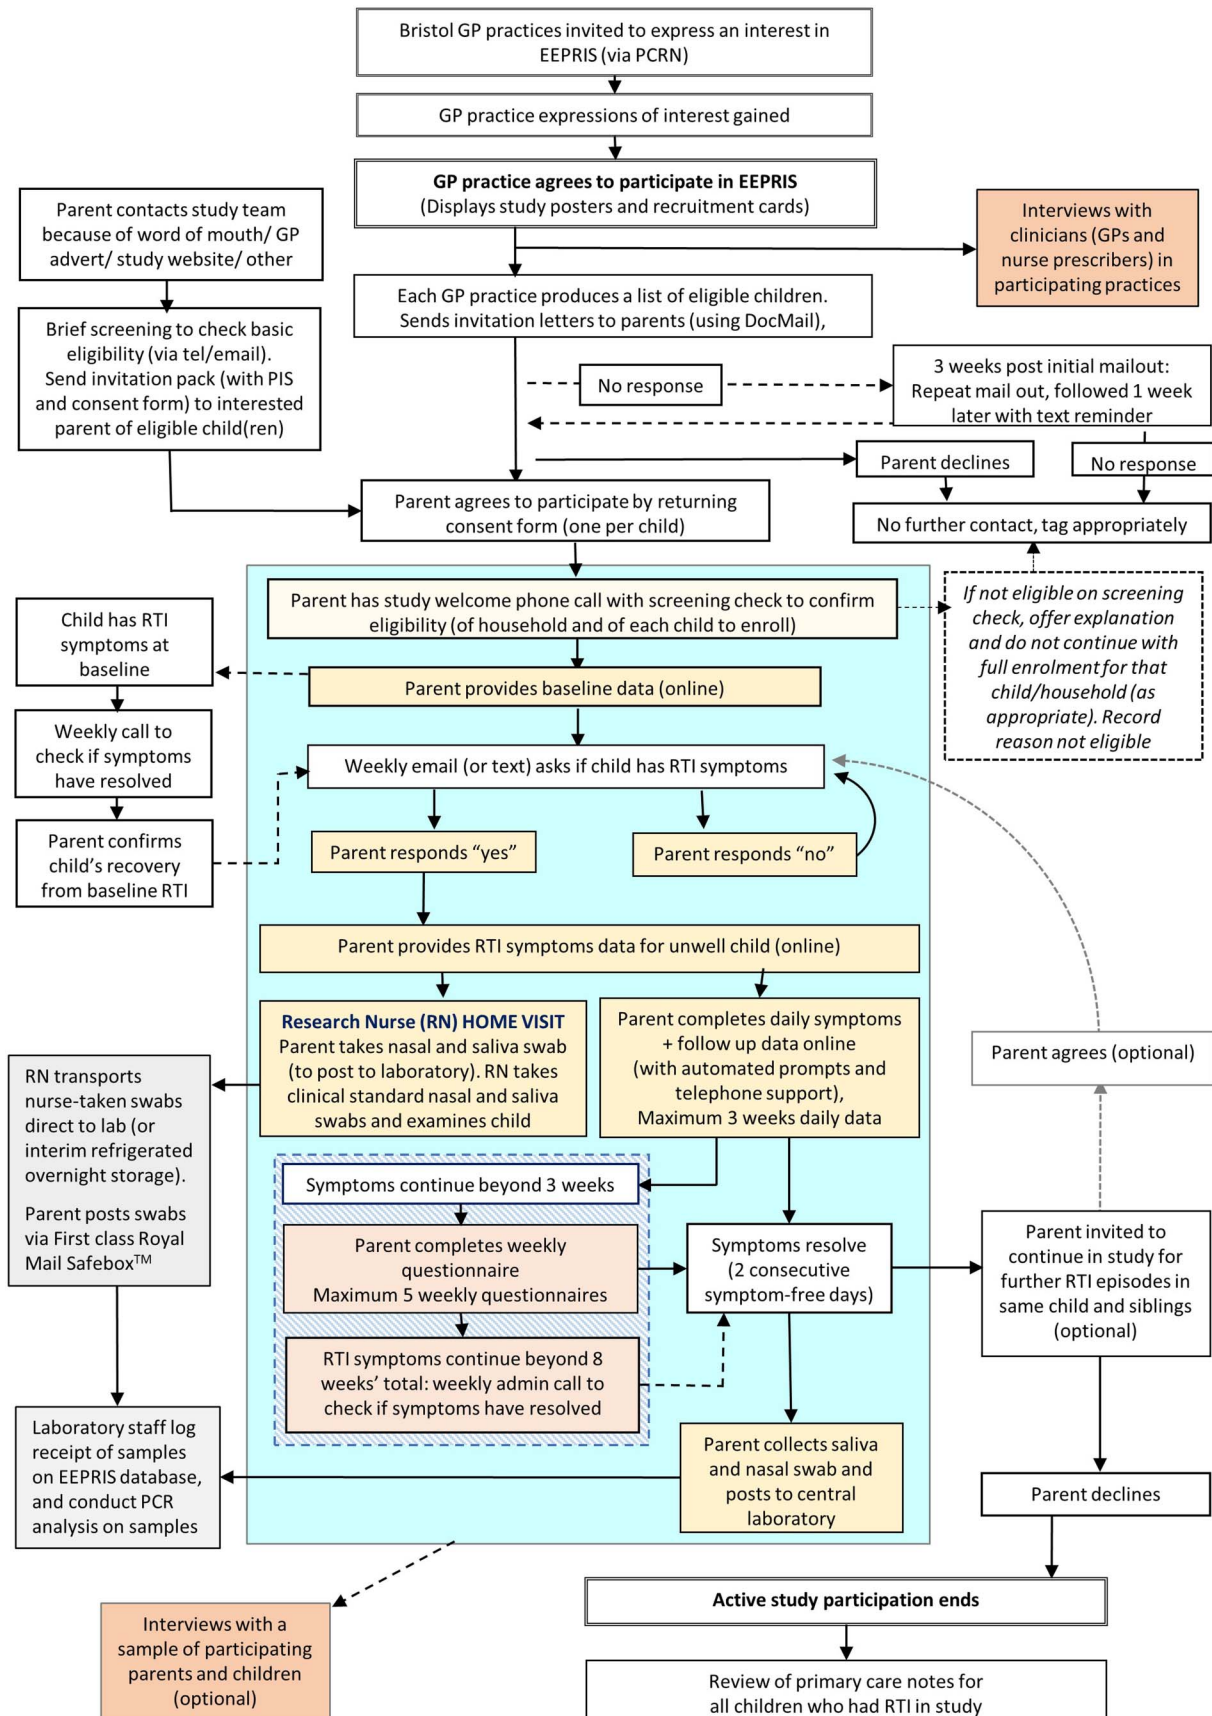 Bristol GP practices invited to express an interest in
EEPRIS (via PCRN)
GP practice expressions of interest gained
GP practice agrees to participate in EEPRIS
(Displays study posters and recruitment cards)
Parent contacts study team
because of word of mouth/ GP
advert/ study website/ other
Interviews with
clinicians (GPs and
nurse prescribers) in
participating practices
Each GP practice produces a list of eligible children.
Sends invitation letters to parents (using DocMail),
Brief screening to check basic
eligibility (via tel/email).
Send invitation pack (with PIS
and consent form) to interested
parent of eligible child(ren)
No response
3 weeks post initial mailout:
Repeat mail out, followed 1 week
later with text reminder
Parent declines
No response
Parent agrees to participate by returning
consent form (one per child)
No further contact, tag appropriately
Parent has study welcome phone call with screening check to confirm
eligibility (of household and of each child to enroll)
If not eligible on screening
check, offer explanation
and do not continue with
full enrolment for that
child/household (as
appropriate). Record
reason not eligible
Child has RTI
symptoms at
baseline
Parent provides baseline data (online)
Weekly call to
check if symptoms
have resolved
Weekly email (or text) asks if child has RTI symptoms
Parent confirms
child's recovery
from baseline RTI
Parent responds “yes”
Parent responds “no”
Parent provides RTI symptoms data for unwell child (online)
Research Nurse (RN) HOME VISIT
Parent takes nasal and saliva swab
(to post to laboratory). RN takes
clinical standard nasal and saliva
swabs and examines child
Parent completes daily symptoms
+ follow up data online
(with automated prompts and
telephone support),
Maximum 3 weeks daily data
Parent agrees (optional)
RN transports
nurse-taken swabs
direct to lab (or
interim refrigerated
overnight storage).
Parent posts swabs
via First class Royal
Mail Safebox™
Symptoms continue beyond 3 weeks
Parent completes weekly
questionnaire
Maximum 5 weekly questionnaires
Symptoms resolve
(2 consecutive
symptom-free days)
Parent invited to
continue in study for
further RTI episodes in
same child and siblings
(optional)
RTI symptoms continue beyond 8
weeks’ total: weekly admin call to
check if symptoms have resolved
Laboratory staff log
receipt of samples
on EEPRIS database,
and conduct PCR
analysis on samples
Parent collects saliva
and nasal swab and
posts to central
laboratory
Parent declines
Active study participation ends
Interviews with a
sample of participating
parents and children
(optional)
Review of primary care notes for
all children who had RTI in study